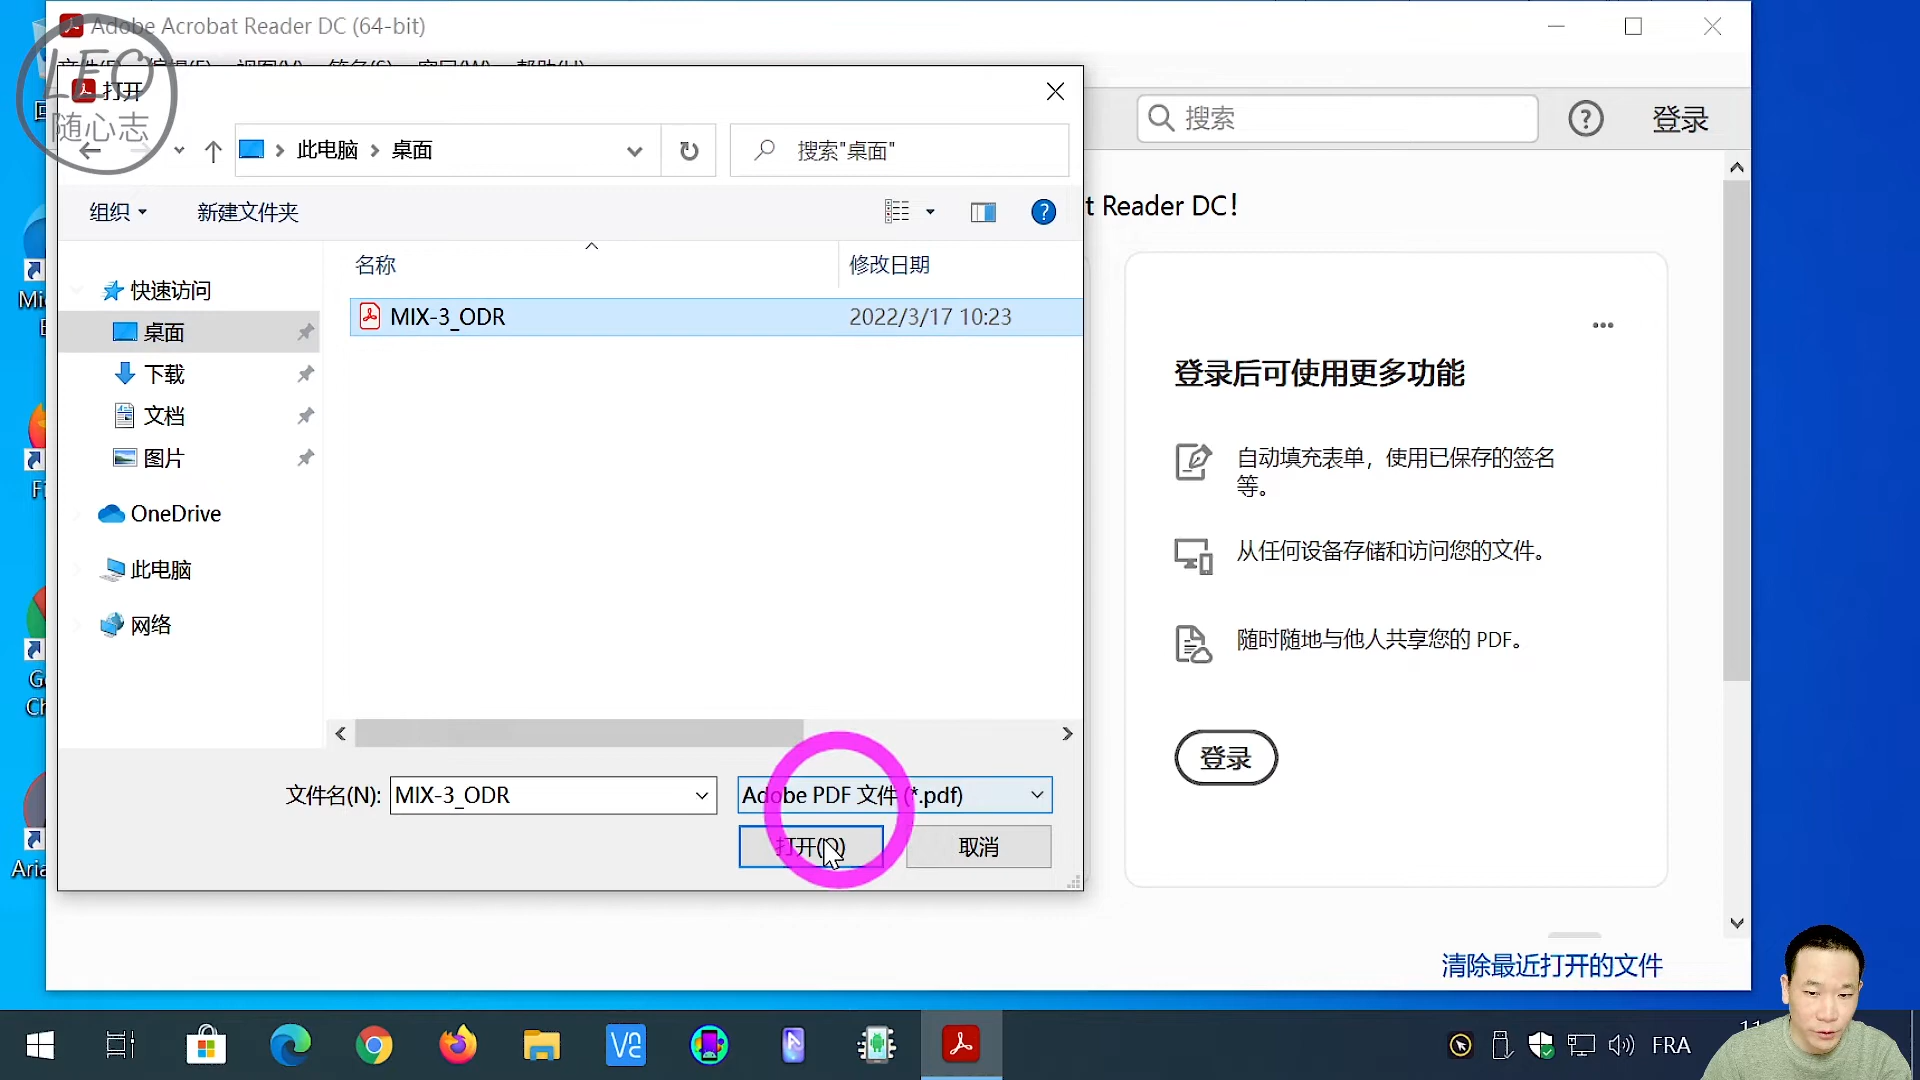 Adobe Acrobat Reader DC (64-bit)
LEO
随心志
打开
此电脑 桌面
搜索"桌面"
搜索
登录
组织
新建文件夹
t Reader DC!
名称
修改日期
快速访问
MIX-3_ODR
2022/3/17 10:23
桌面
下载
文档
图片
OneDrive
此电脑
网络
登录后可使用更多功能
自动填充表单，使用已保存的签名
等。
从任何设备存储和访问您的文件。
随时随地与他人共享您的 PDF。
登录
文件名(N):
MIX-3_ODR
Adobe PDF 文件 (*.pdf)
打开(O)
取消
清除最近打开的文件
FRA